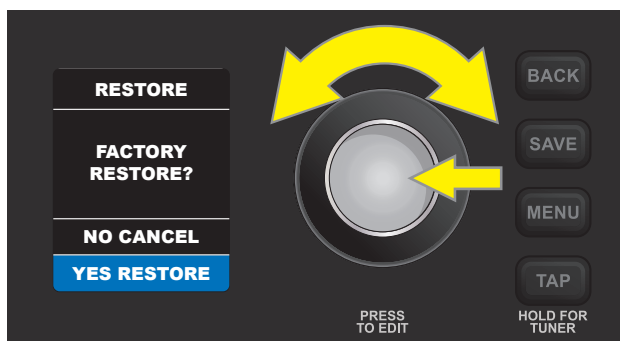 RESTORE
FACTORY
RESTORE?
NO CANCEL
YES RESTORE
PRESS
TO EDIT
BACK
SAVE
MENU
TAP
HOLD FOR
TUNER